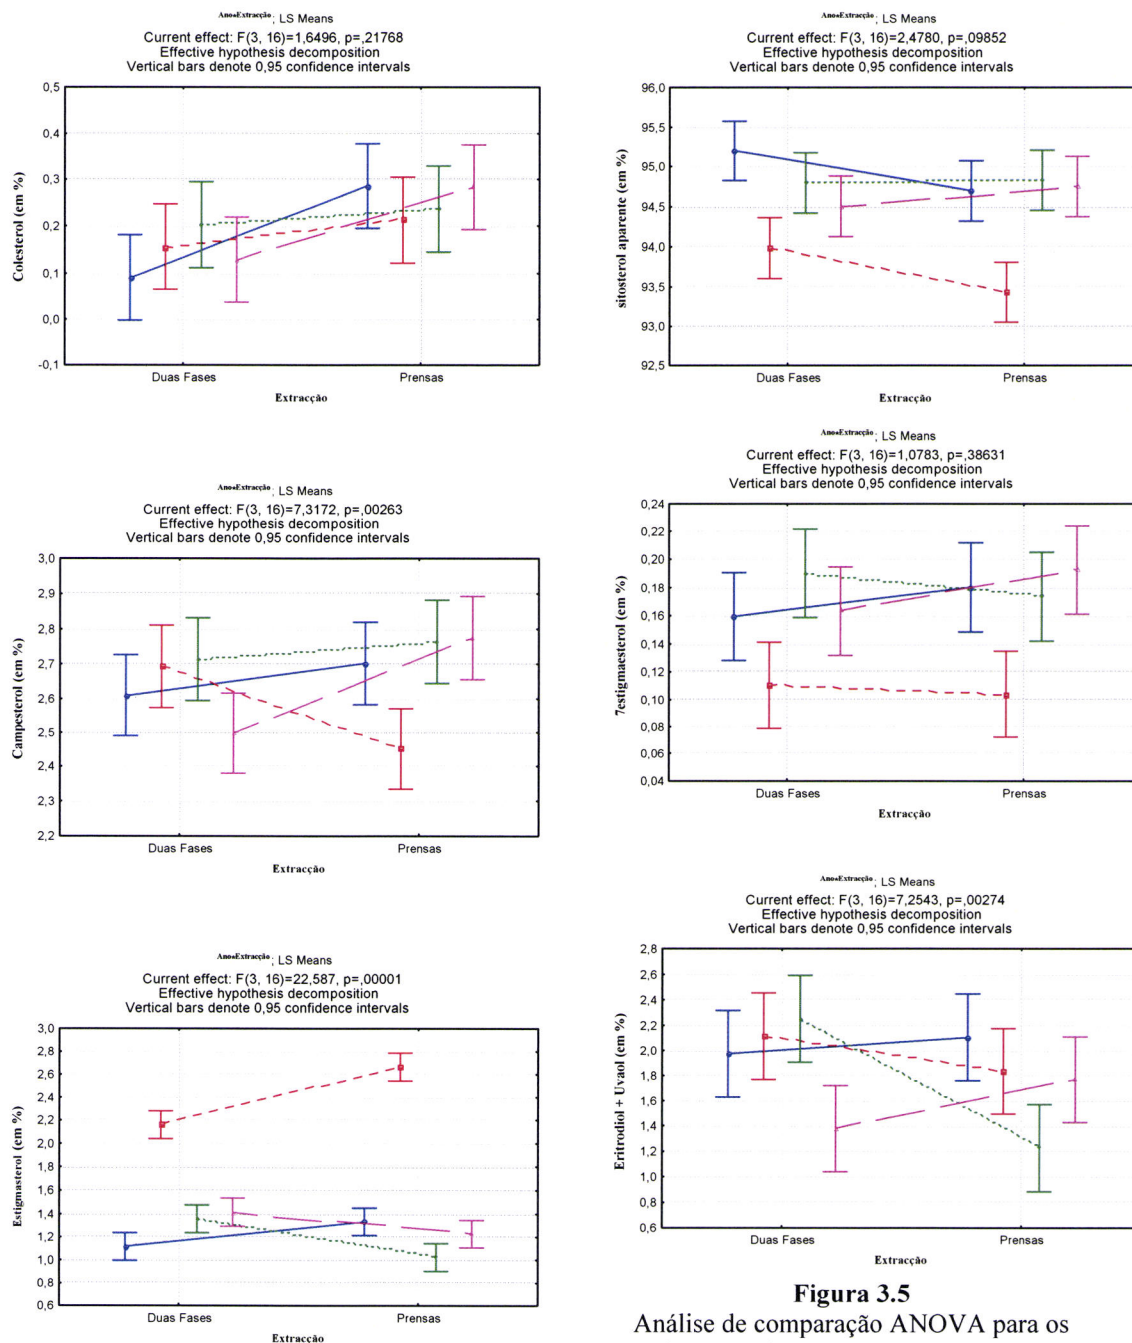 Ano*Extracção; LS Means
Current effect: F(3, 16)=1,6496, p=,21768
Effective hypothesis decomposition
Vertical bars denote 0,95 confidence intervals
0,5
0,4
0,3
0,2
0,1
0,0
-0,1
Colesterol (em %)
Duas Fases Prensas
Extracção
Ano*Extracção; LS Means
Current effect: F(3, 16)=7,3172, p=,00263
Effective hypothesis decomposition
Vertical bars denote 0,95 confidence intervals
3,0
2,9
2,8
2,7
2,6
2,5
2,4
2,3
2,2
Campesterol (em %)
Duas Fases Prensas
Extracção
Ano*Extracção; LS Means
Current effect: F(3, 16)=22,587, p=,00001
Effective hypothesis decomposition
Vertical bars denote 0,95 confidence intervals
3,0
2,8
2,6
2,4
2,2
2,0
1,8
1,6
1,4
1,2
1,0
0,8
0,6
Estigmasterol (em %)
Duas Fases Prensas
Extracção
Ano*Extracção; LS Means
Current effect: F(3, 16)=2,4780, p=,09852
Effective hypothesis decomposition
Vertical bars denote 0,95 confidence intervals
96,0
95,5
95,0
94,5
94,0
93,5
93,0
92,5
sitosterol aparente (em %)
Duas Fases Prensas
Extracção
Ano*Extracção; LS Means
Current effect: F(3, 16)=1,0783, p=,38631
Effective hypothesis decomposition
Vertical bars denote 0,95 confidence intervals
0,24
0,22
0,20
0,18
0,16
0,14
0,12
0,10
0,08
0,06
0,04
7estigmaesterol (em %)
Duas Fases Prensas
Extracção
Ano*Extracção; LS Means
Current effect: F(3, 16)=7,2543, p=,00274
Effective hypothesis decomposition
Vertical bars denote 0,95 confidence intervals
2,8
2,6
2,4
2,2
2,0
1,8
1,6
1,4
1,2
1,0
0,8
0,6
Eritrodiol + Uvaol (em %)
Duas Fases Prensas
Extracção
Figura 3.5
Análise de comparação ANOVA para os